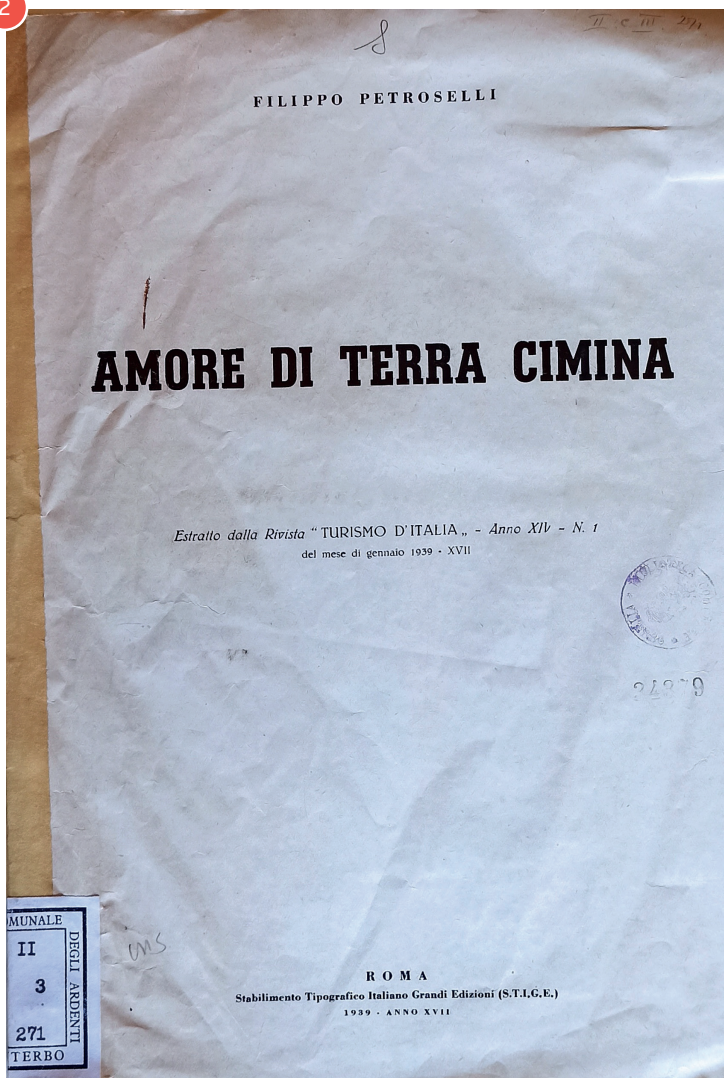 2
FILIPPO PETROSELLI
AMORE DI TERRA CIMINA
Estratto dalla Rivista “ TURISMO D'ITALIA „ - Anno XIV - N. 1
del mese di gennaio 1939 - XVII
MUNALE
DEGLI ARDENTI
II
3
271
TERBO
ROMA
Stabilimento Tipografico Italiano Grandi Edizioni (S.T.I.G.E.)
1939 - ANNO XVII